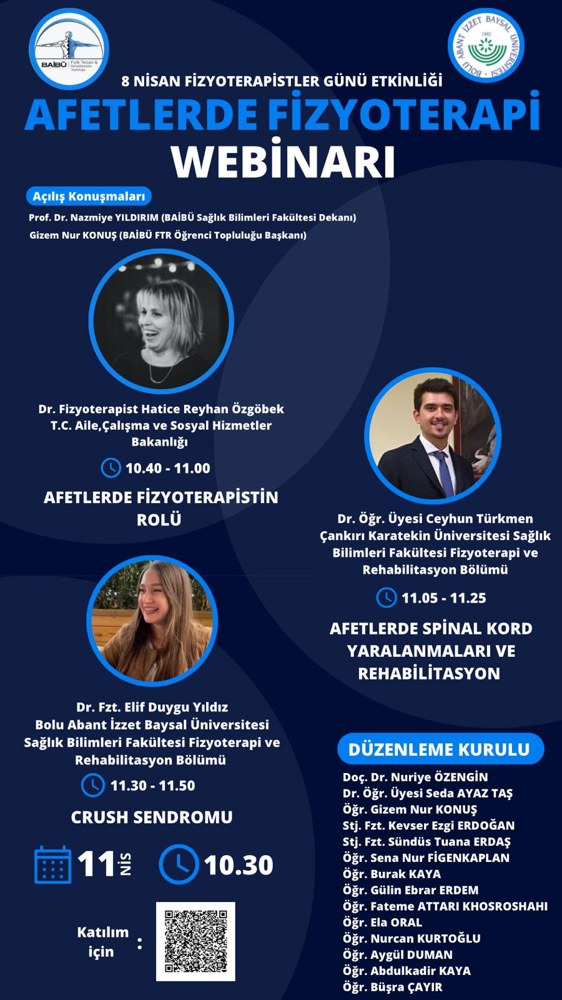 BAİBÜ
Fizik Tedavi &
Rehabilitasyon
Topluluğu
BOLU ABANT İZZET BAYSAL ÜNİVERSİTESİ
1992
8 NİSAN FİZYOTERAPİSTLER GÜNÜ ETKİNLİĞİ
AFETLERDE FİZYOTERAPİ
WEBİNARI
Açılış Konuşmaları
Prof. Dr. Nazmiye YILDIRIM (BAİBÜ Sağlık Bilimleri Fakültesi Dekanı)
Gizem Nur KONUŞ (BAİBÜ FTR Öğrenci Topluluğu Başkanı)
Dr. Fizyoterapist Hatice Reyhan Özgöbek
T.C. Aile,Çalışma ve Sosyal Hizmetler
Bakanlığı
10.40 - 11.00
AFETLERDE FİZYOTERAPİSTİN
ROLÜ
Dr. Öğr. Üyesi Ceyhun Türkmen
Çankırı Karatekin Üniversitesi Sağlık
Bilimleri Fakültesi Fizyoterapi ve
Rehabilitasyon Bölümü
11.05 - 11.25
AFETLERDE SPİNAL KORD
YARALANMALARI VE
REHABİLİTASYON
Dr. Fzt. Elif Duygu Yıldız
Bolu Abant İzzet Baysal Üniversitesi
Sağlık Bilimleri Fakültesi Fizyoterapi ve
Rehabilitasyon Bölümü
11.30 - 11.50
CRUSH SENDROMU
11 NİS
10.30
Katılım
için :
DÜZENLEME KURULU
Doç. Dr. Nuriye ÖZENGİN
Dr. Öğr. Üyesi Seda AYAZ TAŞ
Öğr. Gizem Nur KONUŞ
Stj. Fzt. Kevser Ezgi ERDOĞAN
Stj. Fzt. Sündüs Tuana ERDAŞ
Öğr. Sena Nur FİGENKAPLAN
Öğr. Burak KAYA
Öğr. Gülin Ebrar ERDEM
Öğr. Fateme ATTARI KHOSROSHAHI
Öğr. Ela ORAL
Öğr. Nurcan KURTOĞLU
Öğr. Aygül DUMAN
Öğr. Abdulkadir KAYA
Öğr. Büşra ÇAYIR